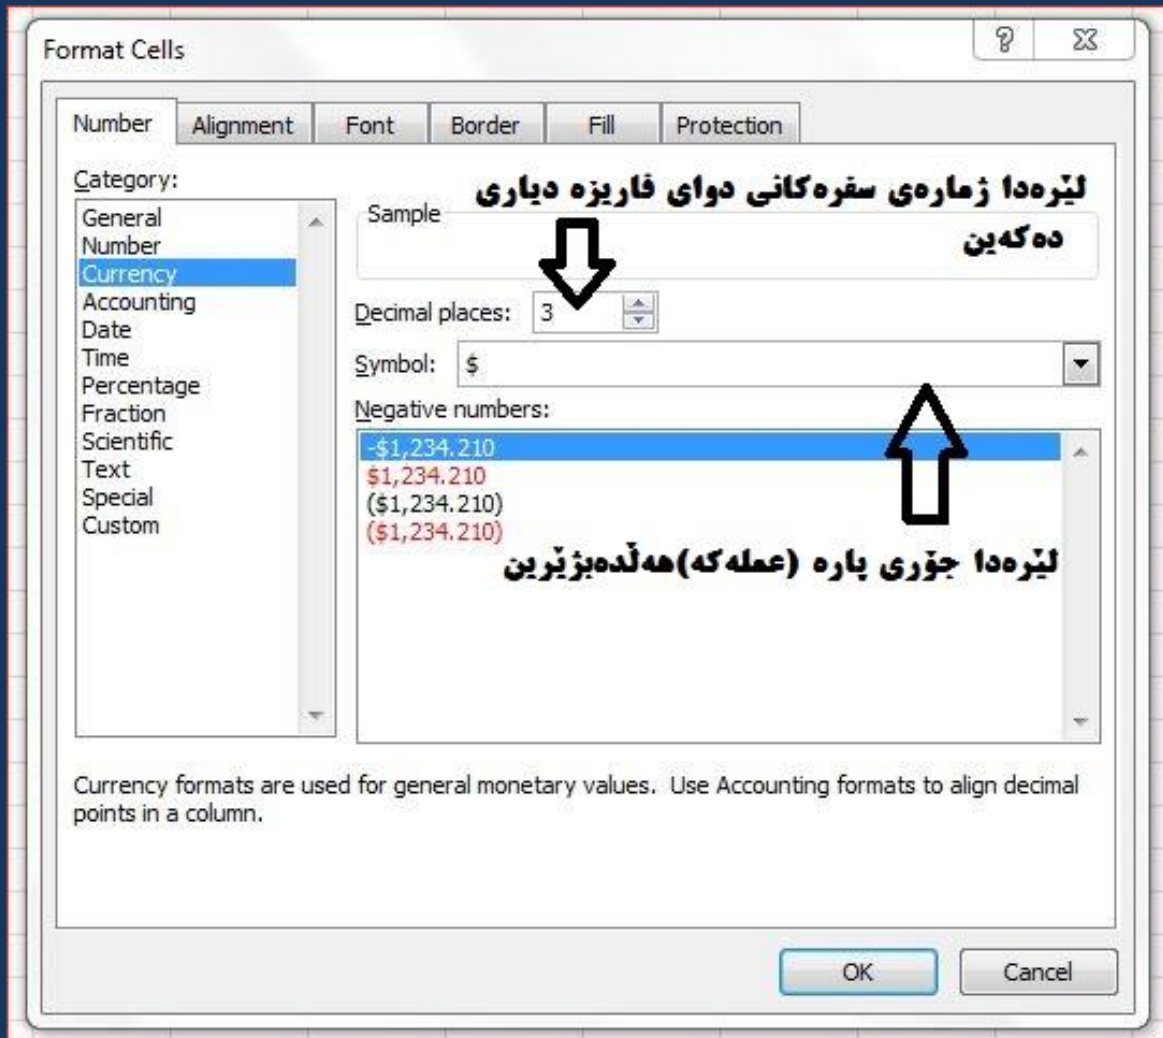 Format Cells
Number
Alignment
Font
Border
Fill
Protection
Category:
General
Number
Currency
Accounting
Date
Time
Percentage
Fraction
Scientific
Text
Special
Custom
لێرەدا ژمارەی سفرەکانی دوای فاریزە دیاری
دەکەین
Sample
Decimal places: 3
Symbol: $
Negative numbers:
-$1,234.210
$1,234.210
($1,234.210)
($1,234.210)
لێرەدا جۆری پارە (عملەکە)هەڵدەبژێرین
Currency formats are used for general monetary values. Use Accounting formats to align decimal
points in a column.
OK
Cancel